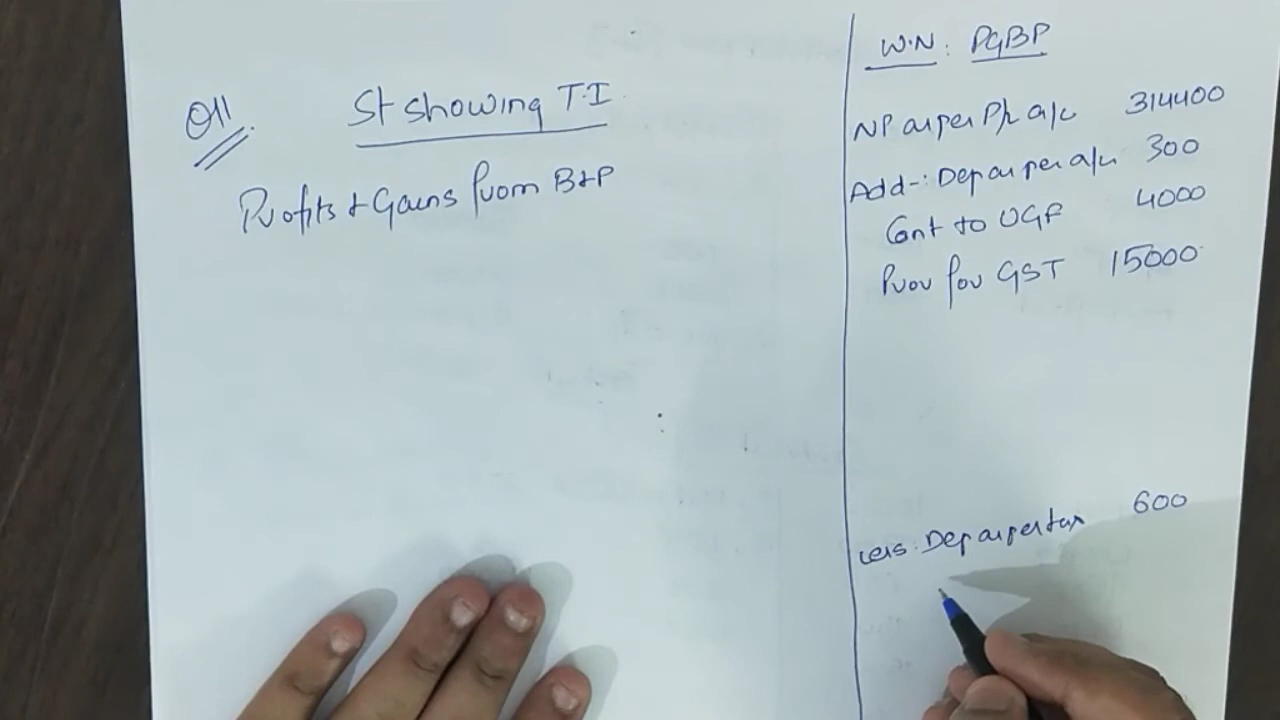 Q11
St showing T.I
Profits & Gains from B&P
W.N: PGBP
NP as per P/L a/c 314400
Add-: Dep as per a/c 300
Cont to UGF 4000
Prov for GST 15000
Less: Dep as per tax 600